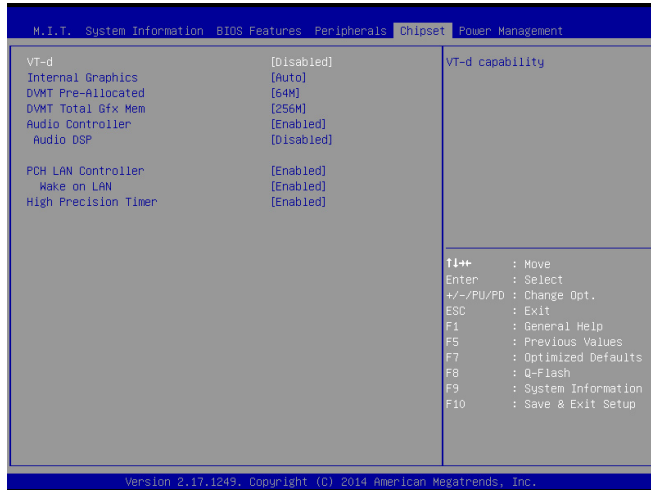 M.I.T. System Information BIOS Features Peripherals Chipset Power Management
VT-d [Disabled]
Internal Graphics [Auto]
DVMT Pre-Allocated [64M]
DVMT Total Gfx Mem [256M]
Audio Controller [Enabled]
Audio DSP [Disabled]
PCH LAN Controller [Enabled]
Wake on LAN [Enabled]
High Precision Timer [Enabled]
VT-d capability
↑↓→← : Move
Enter : Select
+/-/PU/PD : Change Opt.
ESC : Exit
F1 : General Help
F5 : Previous Values
F7 : Optimized Defaults
F8 : Q-Flash
F9 : System Information
F10 : Save & Exit Setup
Version 2.17.1249. Copyright (C) 2014 American Megatrends, Inc.